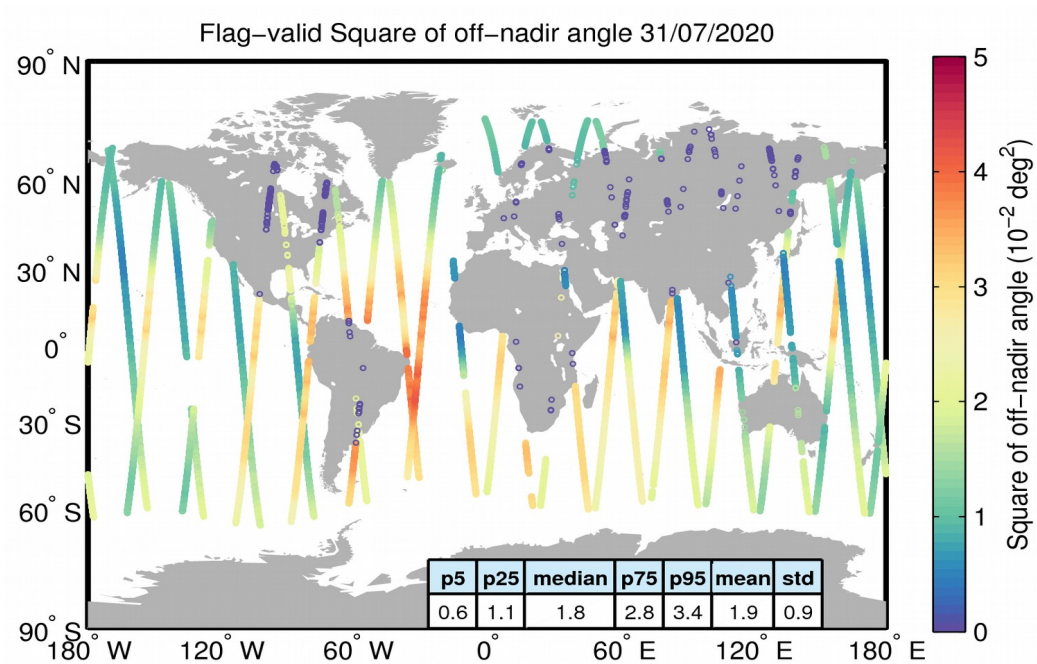 Flag−valid Square of off−nadir angle 31/07/2020
90° N
60° N
30° N
0°
30° S
60° S
90° S
180° W
120° W
60° W
0°
60° E
120° E
180° E
p5 p25 median p75 p95 mean std
0.6 1.1 1.8 2.8 3.4 1.9 0.9
5
4
3
2
1
0
Square of off−nadir angle (10⁻² deg²)